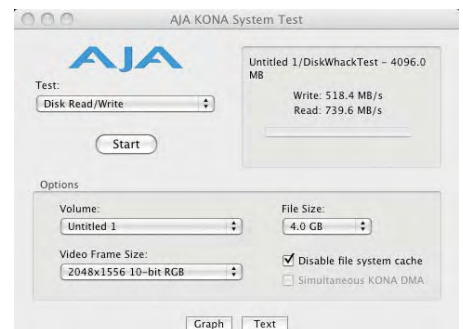 AJA KONA System Test
AJA
Test:
Disk Read/Write
Start
Untitled 1/DiskWhackTest - 4096.0
MB
Write: 518.4 MB/s
Read: 739.6 MB/s
Options
Volume:
Untitled 1
File Size:
4.0 GB
Video Frame Size:
2048x1556 10-bit RGB
Disable file system cache
Simultaneous KONA DMA
Graph
Text